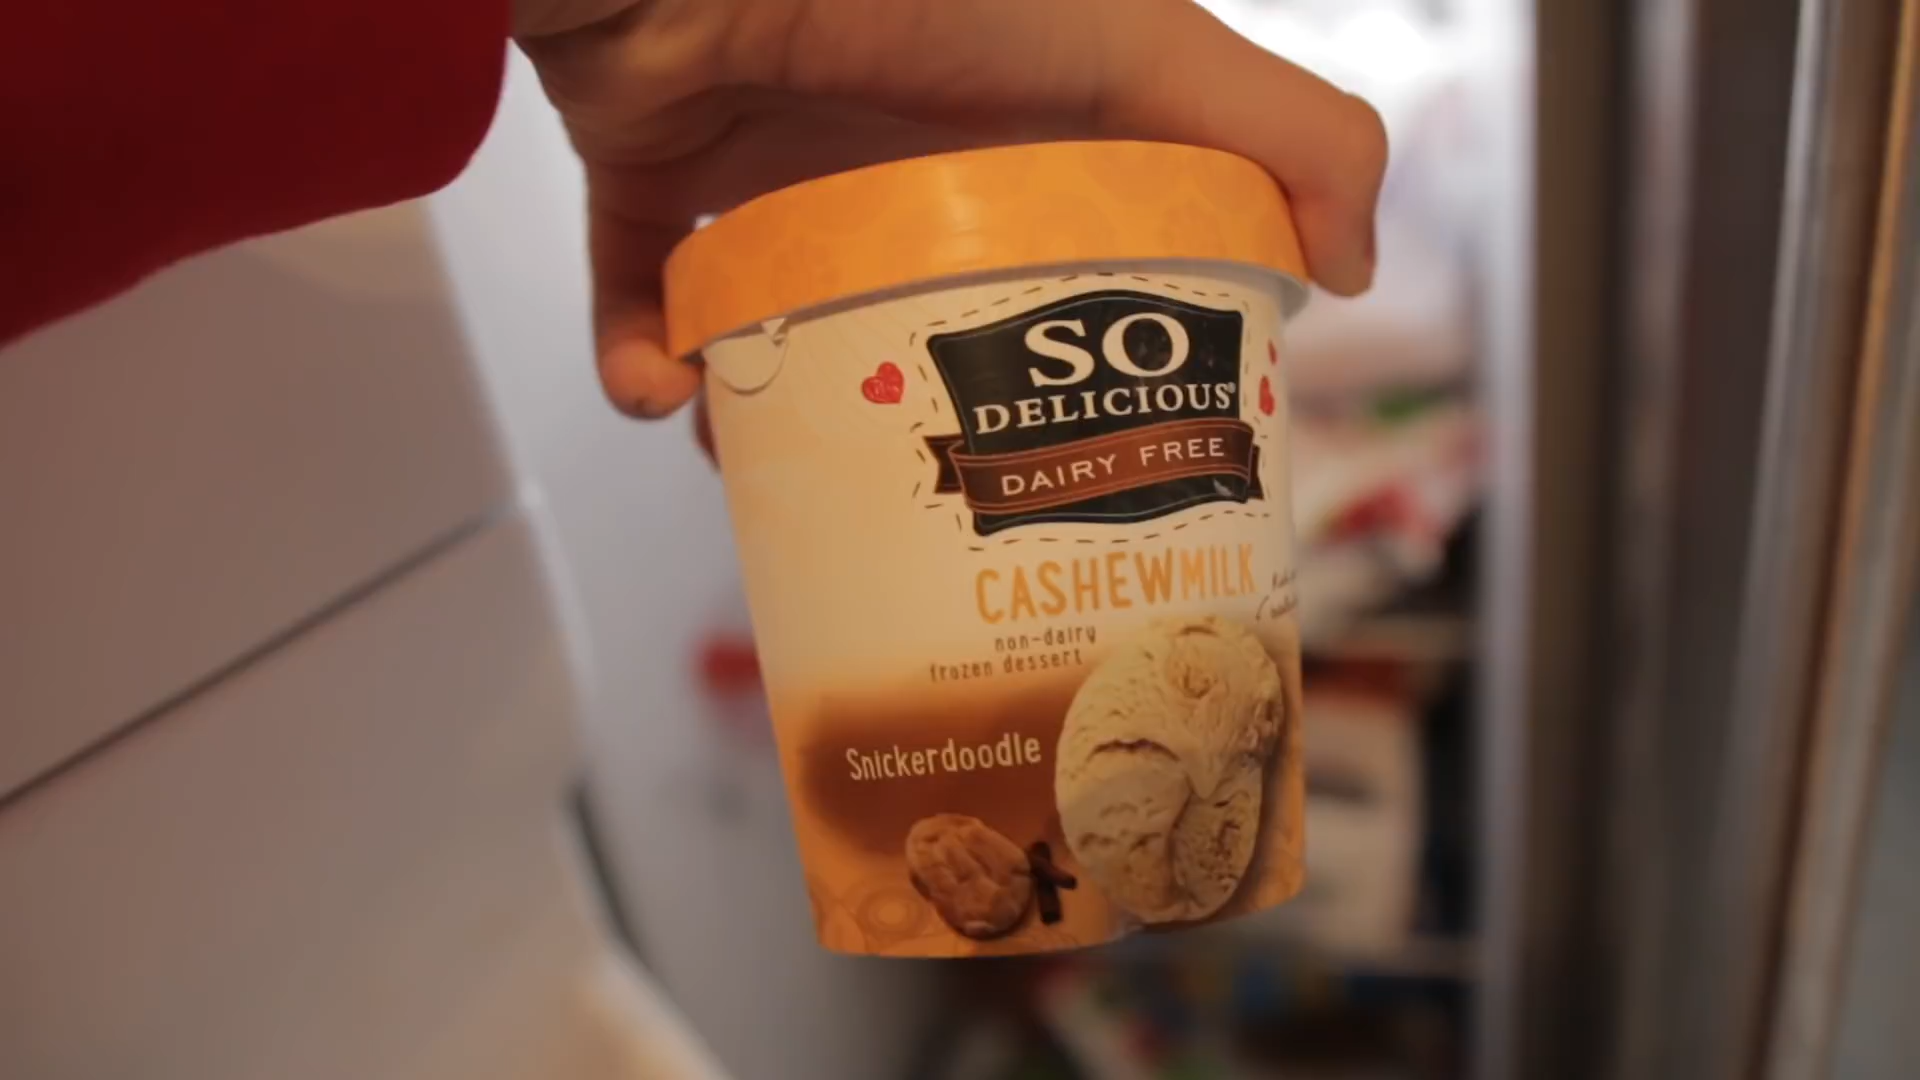 SO
DELICIOUS®
DAIRY FREE
CASHEWMILK
non-dairy
frozen dessert
Snickerdoodle